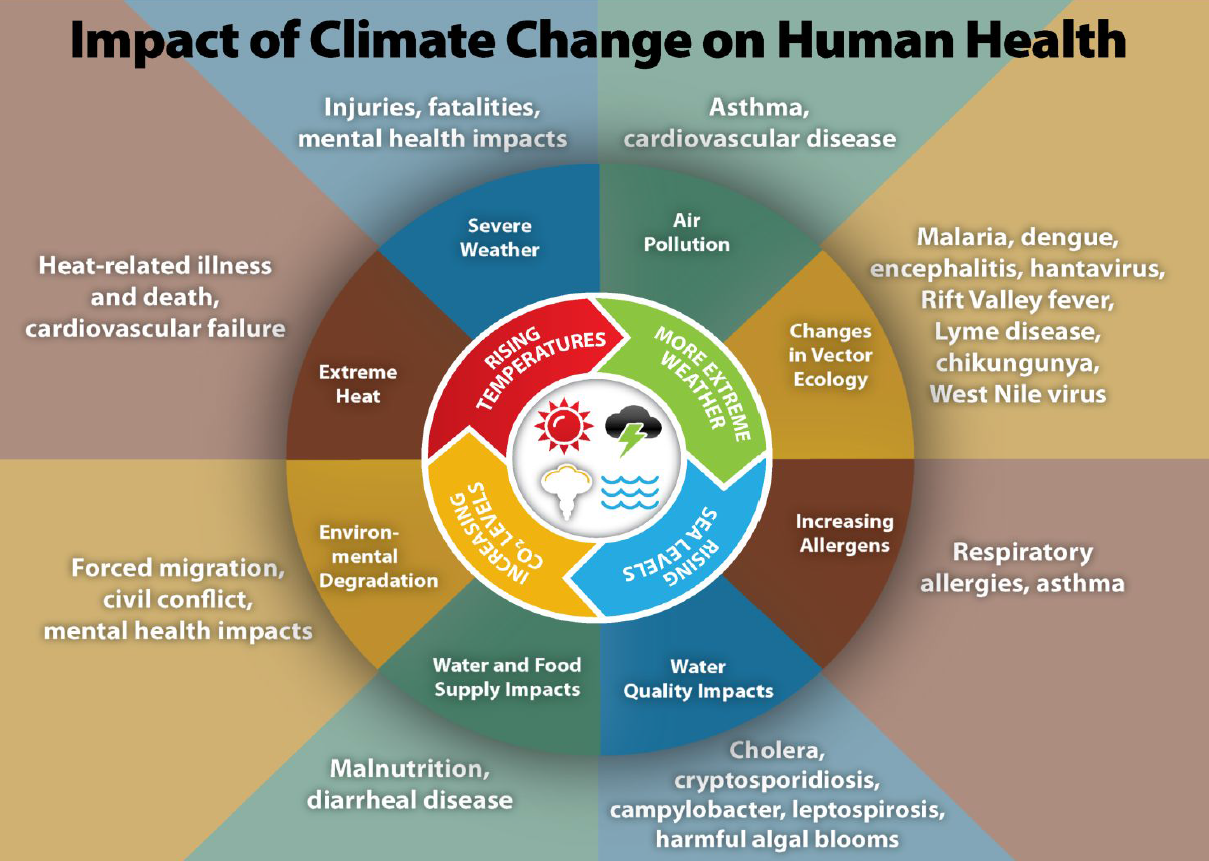 Impact of Climate Change on Human Health
Injuries, fatalities,
mental health impacts
Asthma,
cardiovascular disease
Severe
Weather
Air
Pollution
Malaria, dengue,
encephalitis, hantavirus,
Rift Valley fever,
Lyme disease,
chikungunya,
West Nile virus
Heat-related illness
and death,
cardiovascular failure
Extreme
Heat
Changes
in Vector
Ecology
RISING
TEMPERATURES
MORE EXTREME
WEATHER
INCREASING
CO₂ LEVELS
RISING
SEA LEVELS
Environ-
mental
Degradation
Increasing
Allergens
Forced migration,
civil conflict,
mental health impacts
Respiratory
allergies, asthma
Water and Food
Supply Impacts
Water
Quality Impacts
Malnutrition,
diarrheal disease
Cholera,
cryptosporidiosis,
campylobacter, leptospirosis,
harmful algal blooms